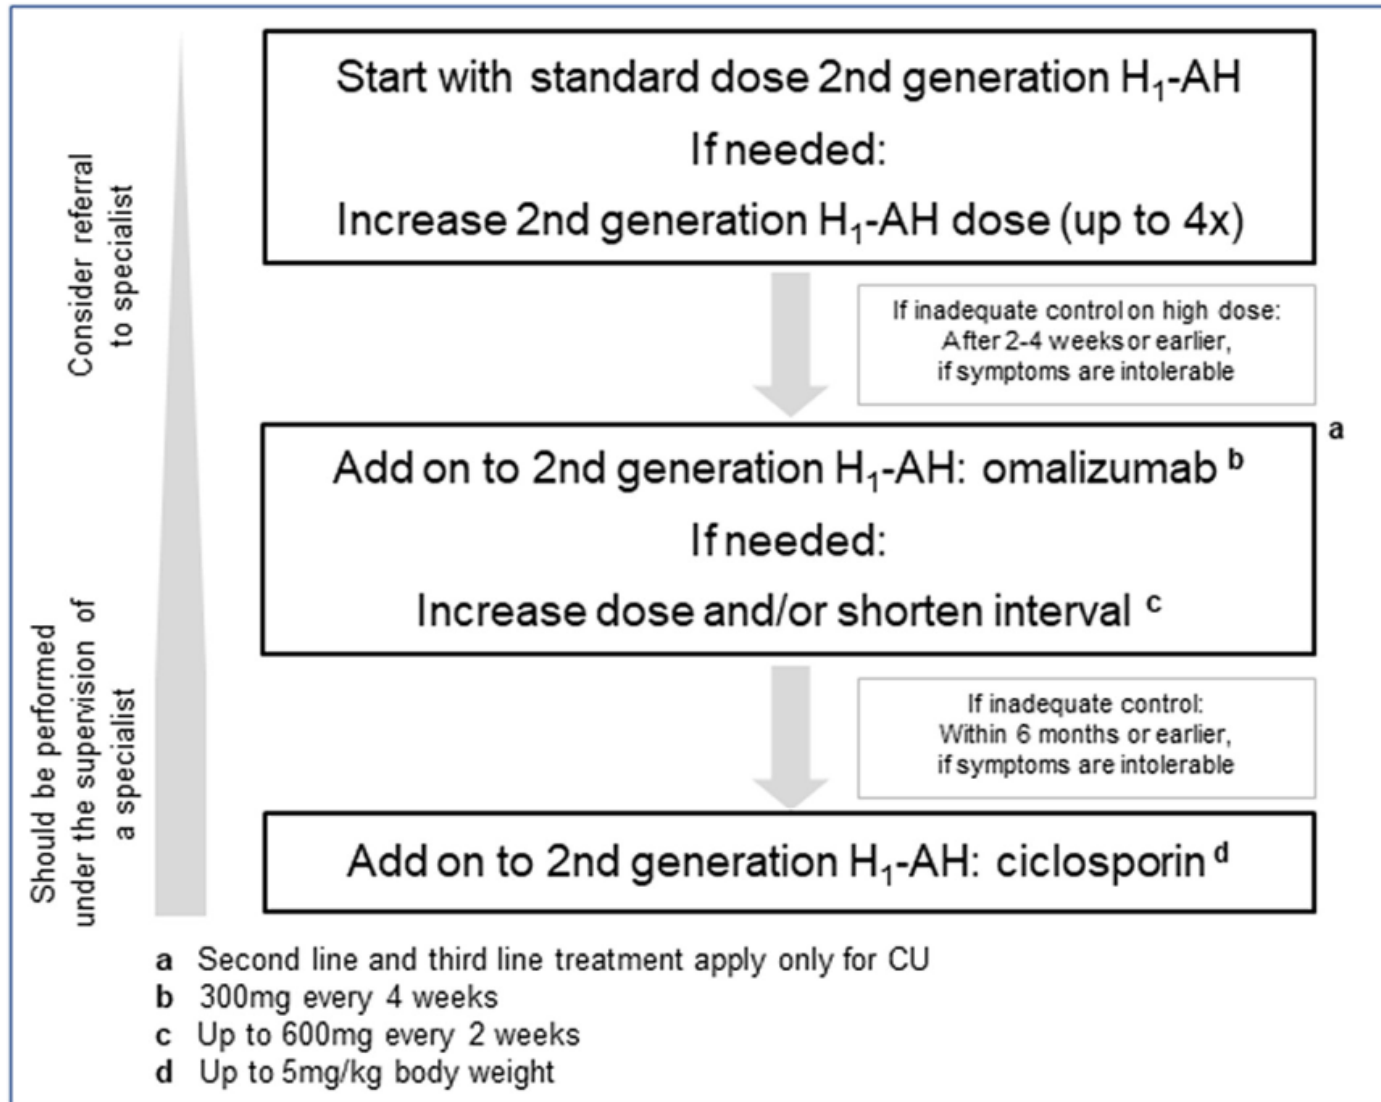 Start with standard dose 2nd generation H₁-AH
If needed:
Increase 2nd generation H₁-AH dose (up to 4x)
Consider referral
to specialist
If inadequate control on high dose:
After 2-4 weeks or earlier,
if symptoms are intolerable
a
Add on to 2nd generation H₁-AH: omalizumab b
If needed:
Increase dose and/or shorten interval c
Should be performed
under the supervision of
a specialist
If inadequate control:
Within 6 months or earlier,
if symptoms are intolerable
Add on to 2nd generation H₁-AH: ciclosporin d
a Second line and third line treatment apply only for CU
b 300mg every 4 weeks
c Up to 600mg every 2 weeks
d Up to 5mg/kg body weight